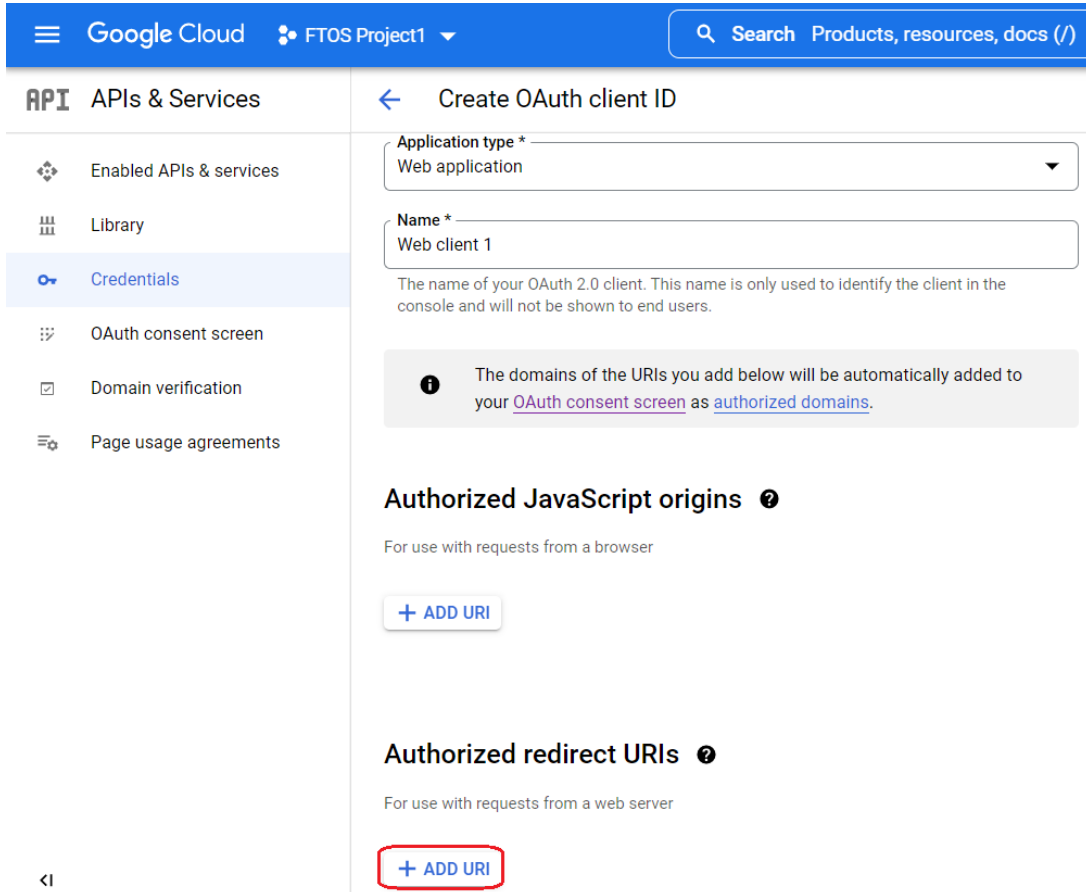 Google Cloud FTOS Project1 Search Products, resources, docs (/)
API APIs & Services
Enabled APIs & services
Library
Credentials
OAuth consent screen
Domain verification
Page usage agreements
Create OAuth client ID
Application type *
Web application
Name *
Web client 1
The name of your OAuth 2.0 client. This name is only used to identify the client in the
console and will not be shown to end users.
The domains of the URIs you add below will be automatically added to
your OAuth consent screen as authorized domains.
Authorized JavaScript origins
For use with requests from a browser
+ ADD URI
Authorized redirect URIs
For use with requests from a web server
+ ADD URI